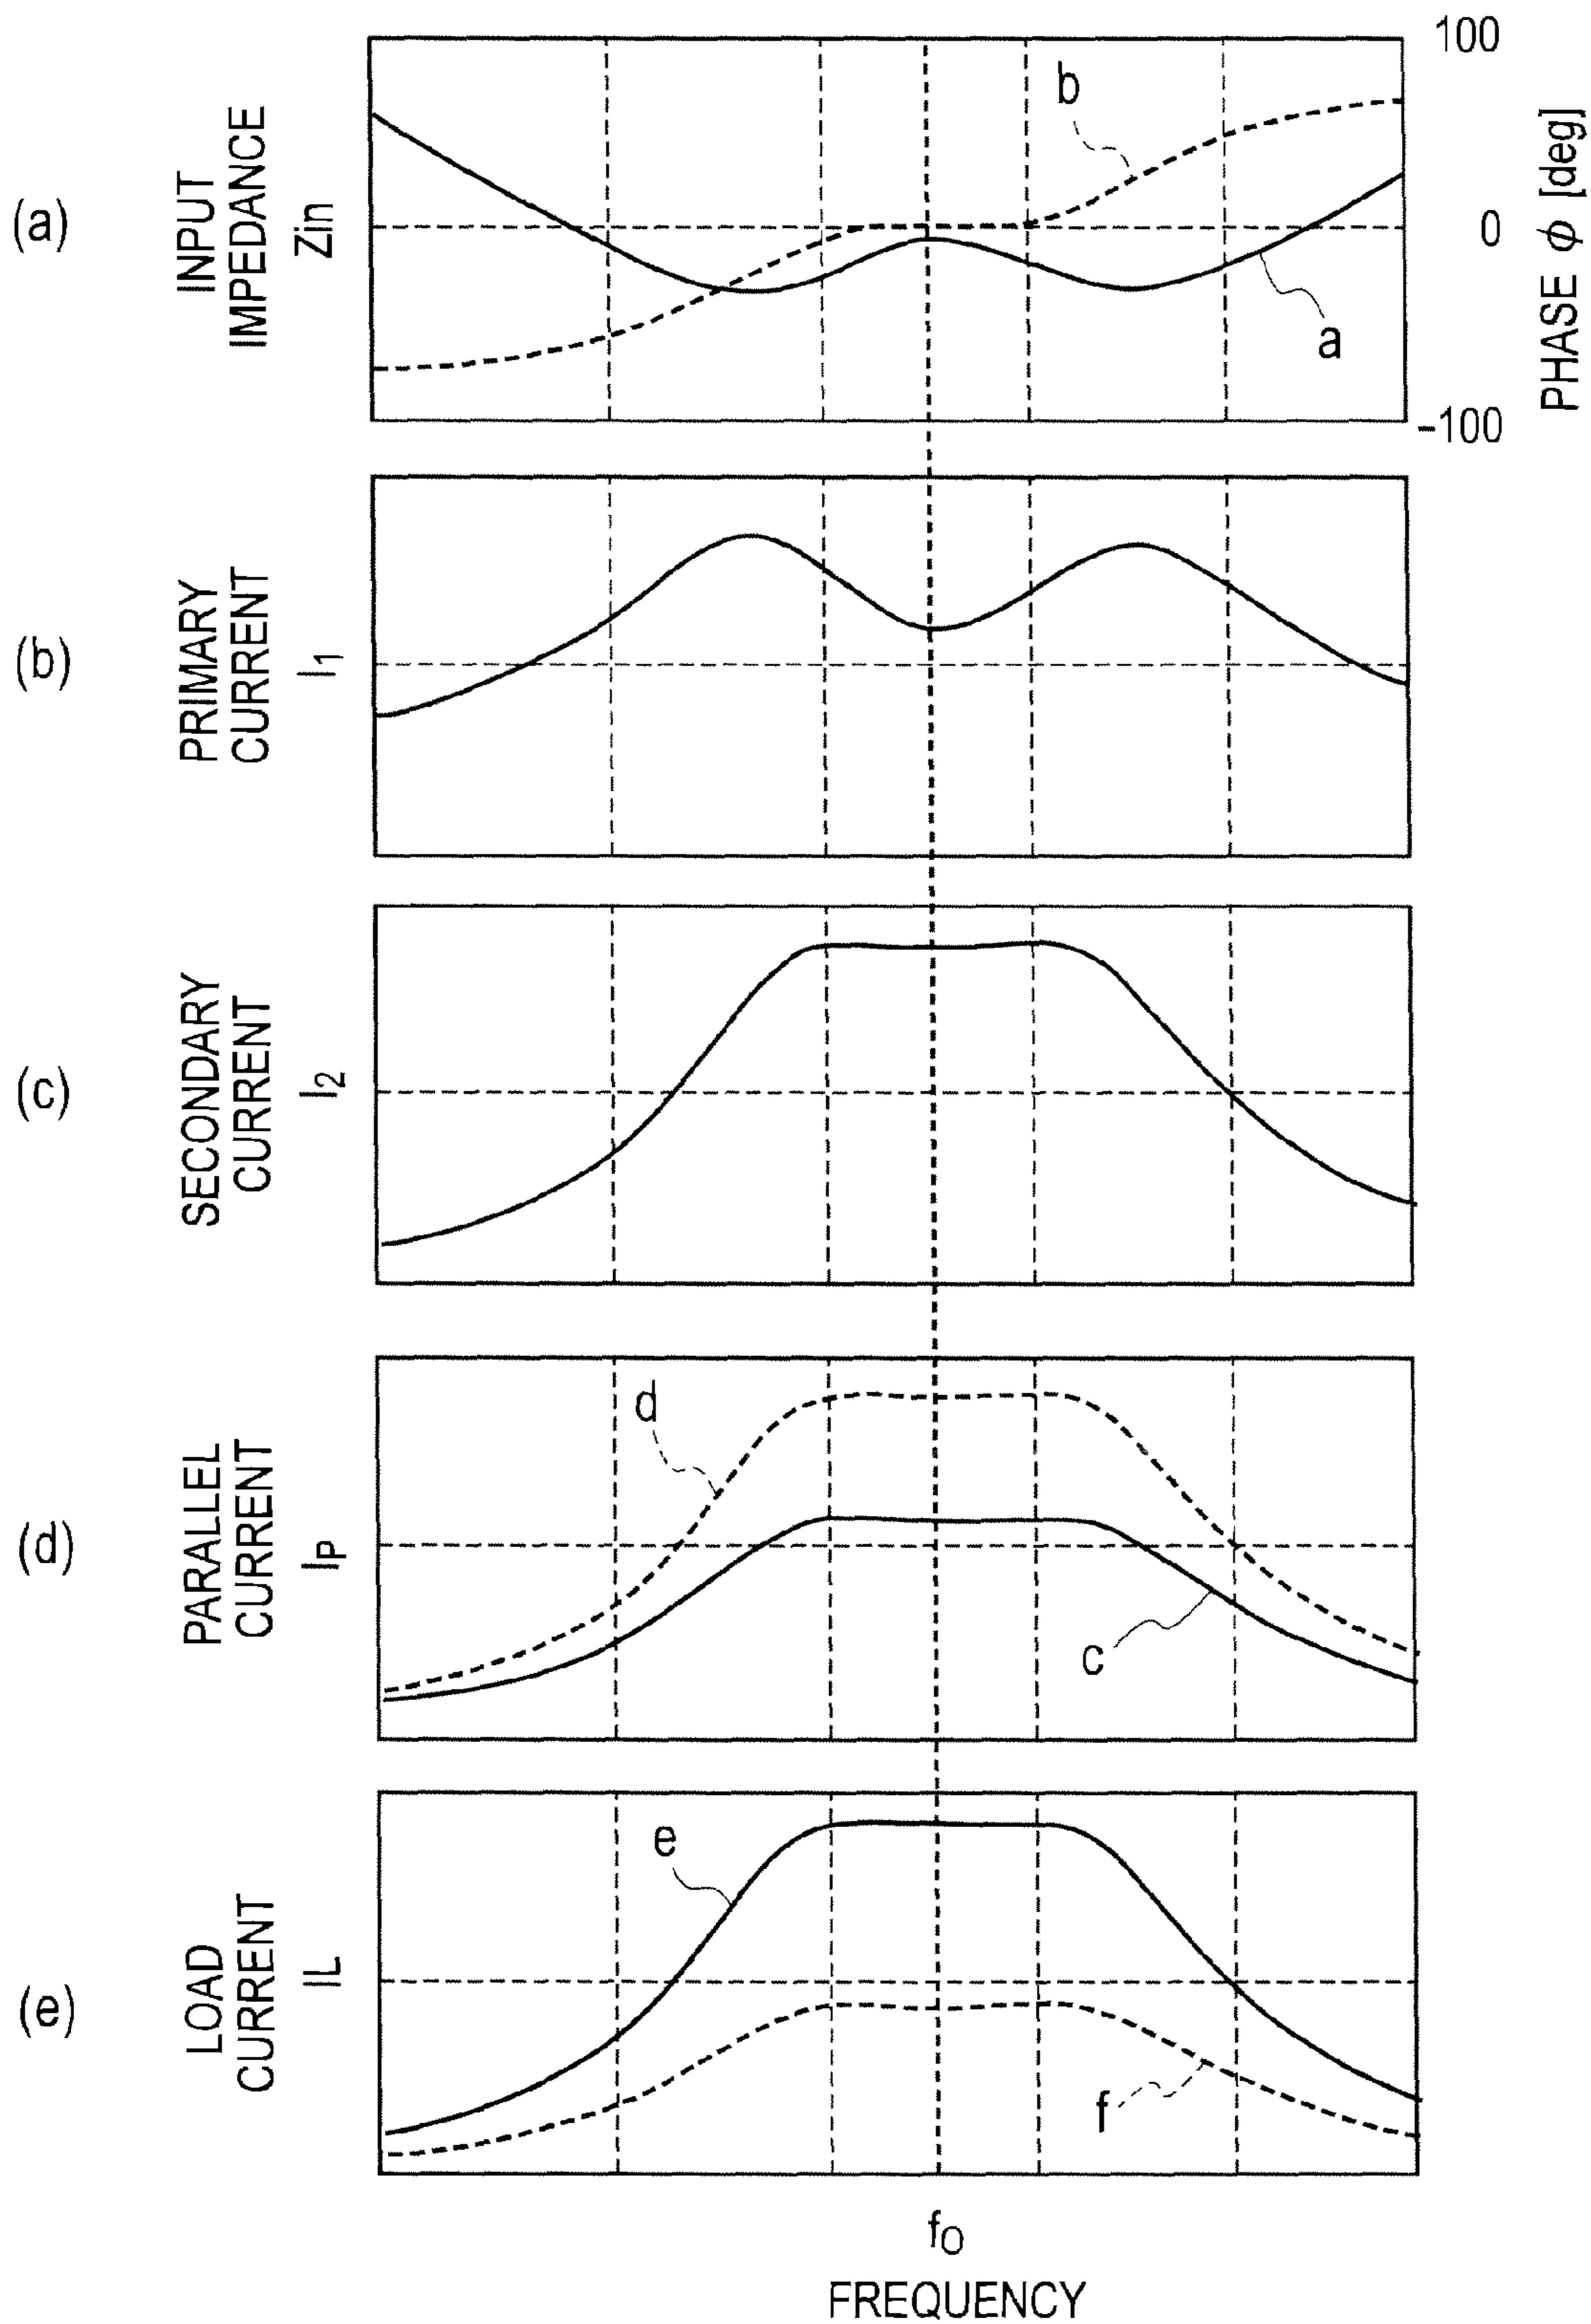 (a)
INPUT
IMPEDANCE
Zin
100
0
-100
PHASE ϕ [deg]
b
a
(b)
PRIMARY
CURRENT
I1
(c)
SECONDARY
CURRENT
I2
(d)
PARALLEL
CURRENT
IP
d
c
(e)
LOAD
CURRENT
IL
e
f
fO
FREQUENCY